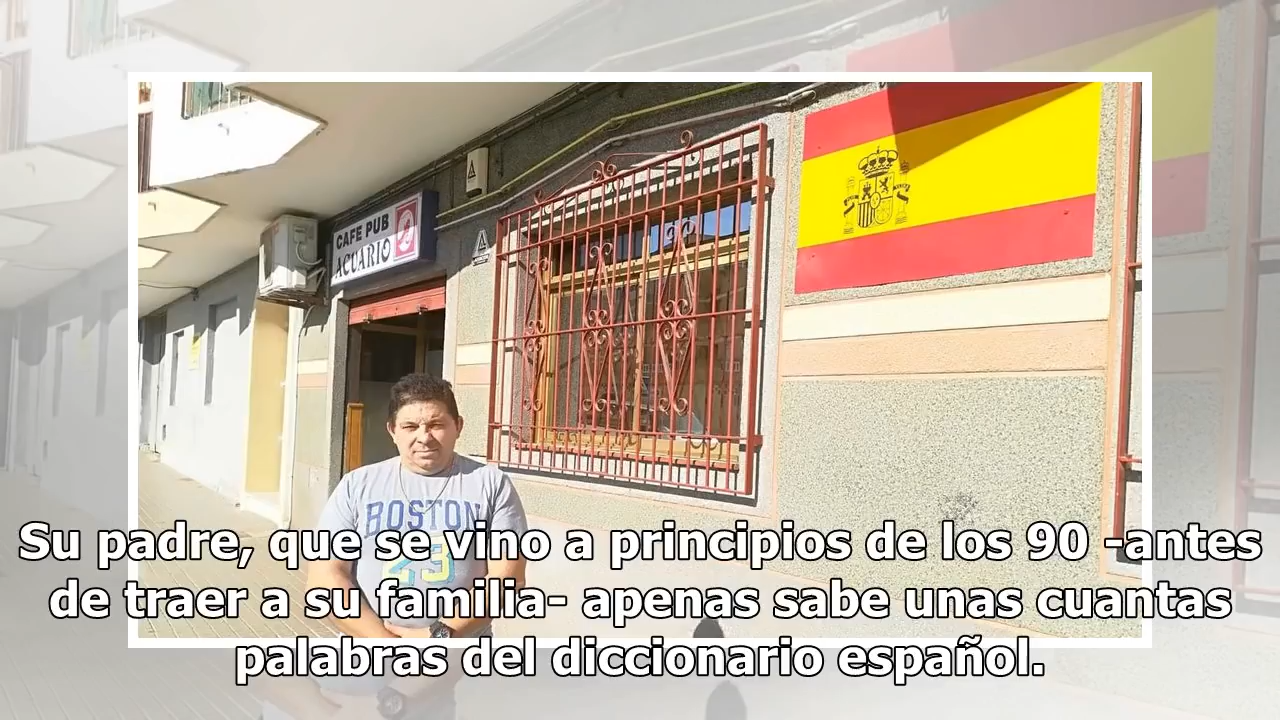 CAFE PUB
ACUARIO
BOSTON
23
Su padre, que se vino a principios de los 90 -antes
de traer a su familia- apenas sabe unas cuantas
palabras del diccionario español.